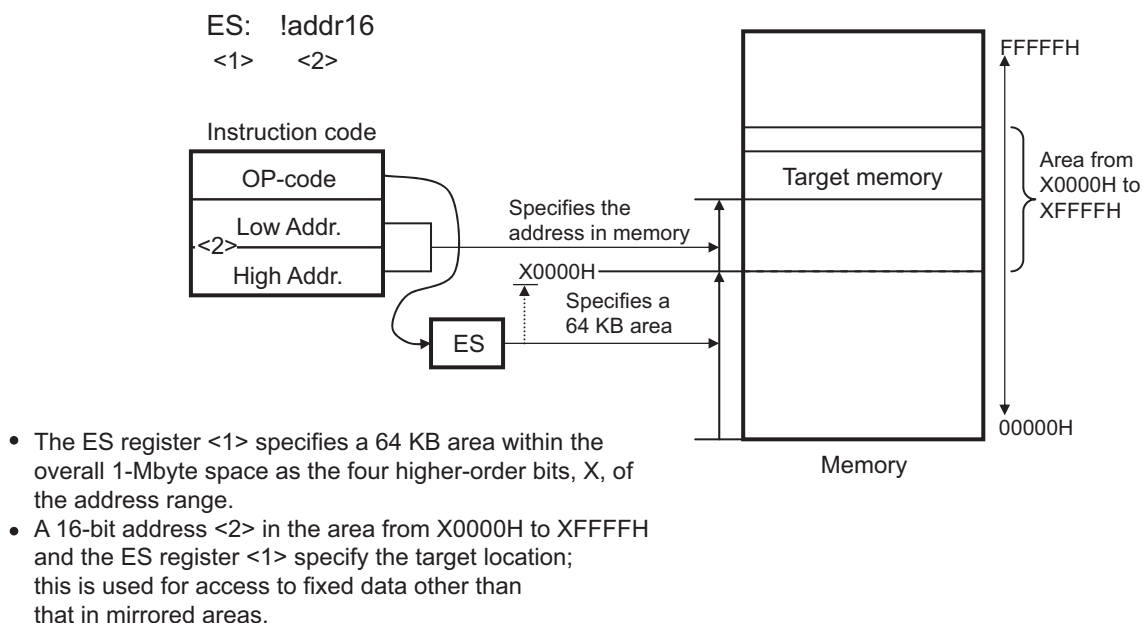 ES: !addr16
<1> <2>
Instruction code
OP-code
Low Addr.
<2>
High Addr.
ES
Specifies the
address in memory
X0000H
Specifies a
64 KB area
Target memory
Memory
FFFFFH
Area from
X0000H to
XFFFFH
00000H
• The ES register <1> specifies a 64 KB area within the
overall 1-Mbyte space as the four higher-order bits, X, of
the address range.
• A 16-bit address <2> in the area from X0000H to XFFFFH
and the ES register <1> specify the target location;
this is used for access to fixed data other than
that in mirrored areas.